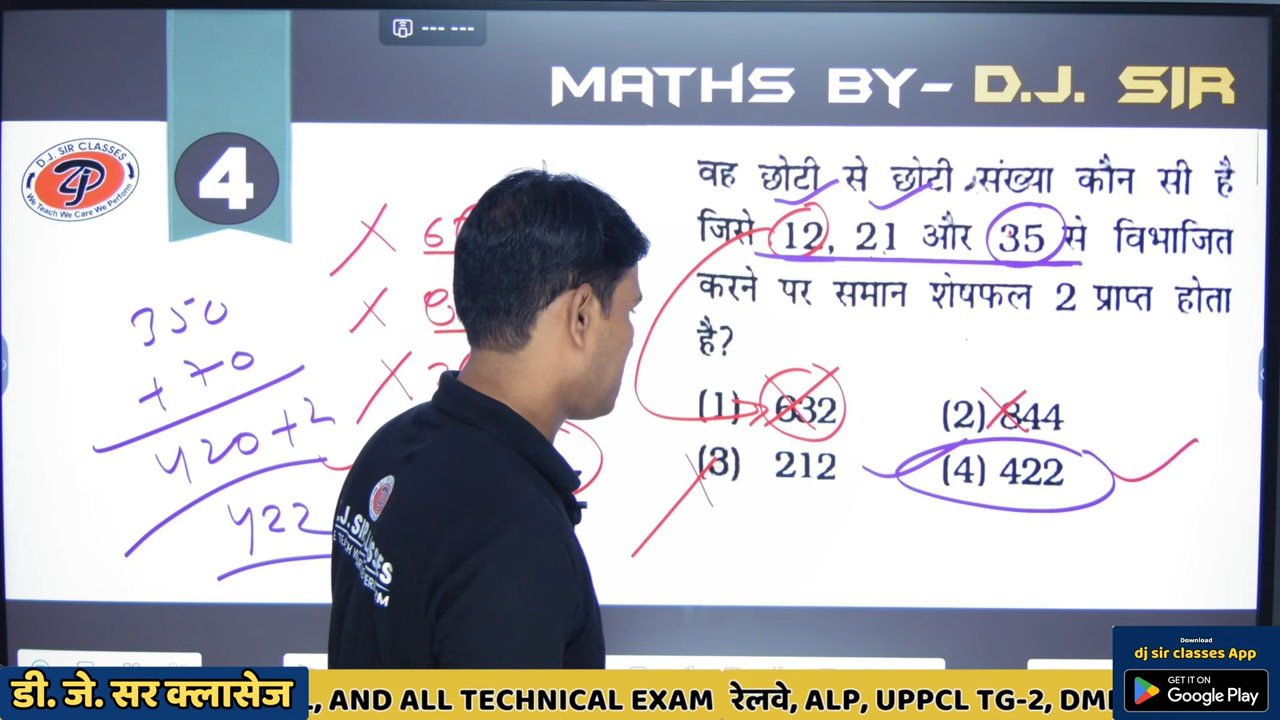 --- ---
MATHS BY- D.J. SIR
D.J. SIR CLASSES
We Teach We Care We Perform
4
वह छोटी से छोटी संख्या कौन सी है
जिसे 12, 21 और 35 से विभाजित
करने पर समान शेषफल 2 प्राप्त होता
है?
(1) 632 (2) 844
(3) 212 (4) 422
350
+ 70
420+2
422
डी. जे. सर क्लासेज
, AND ALL TECHNICAL EXAM रेलवे, ALP, UPPCL TG-2,
Download
dj sir classes App
GET IT ON
Google Play